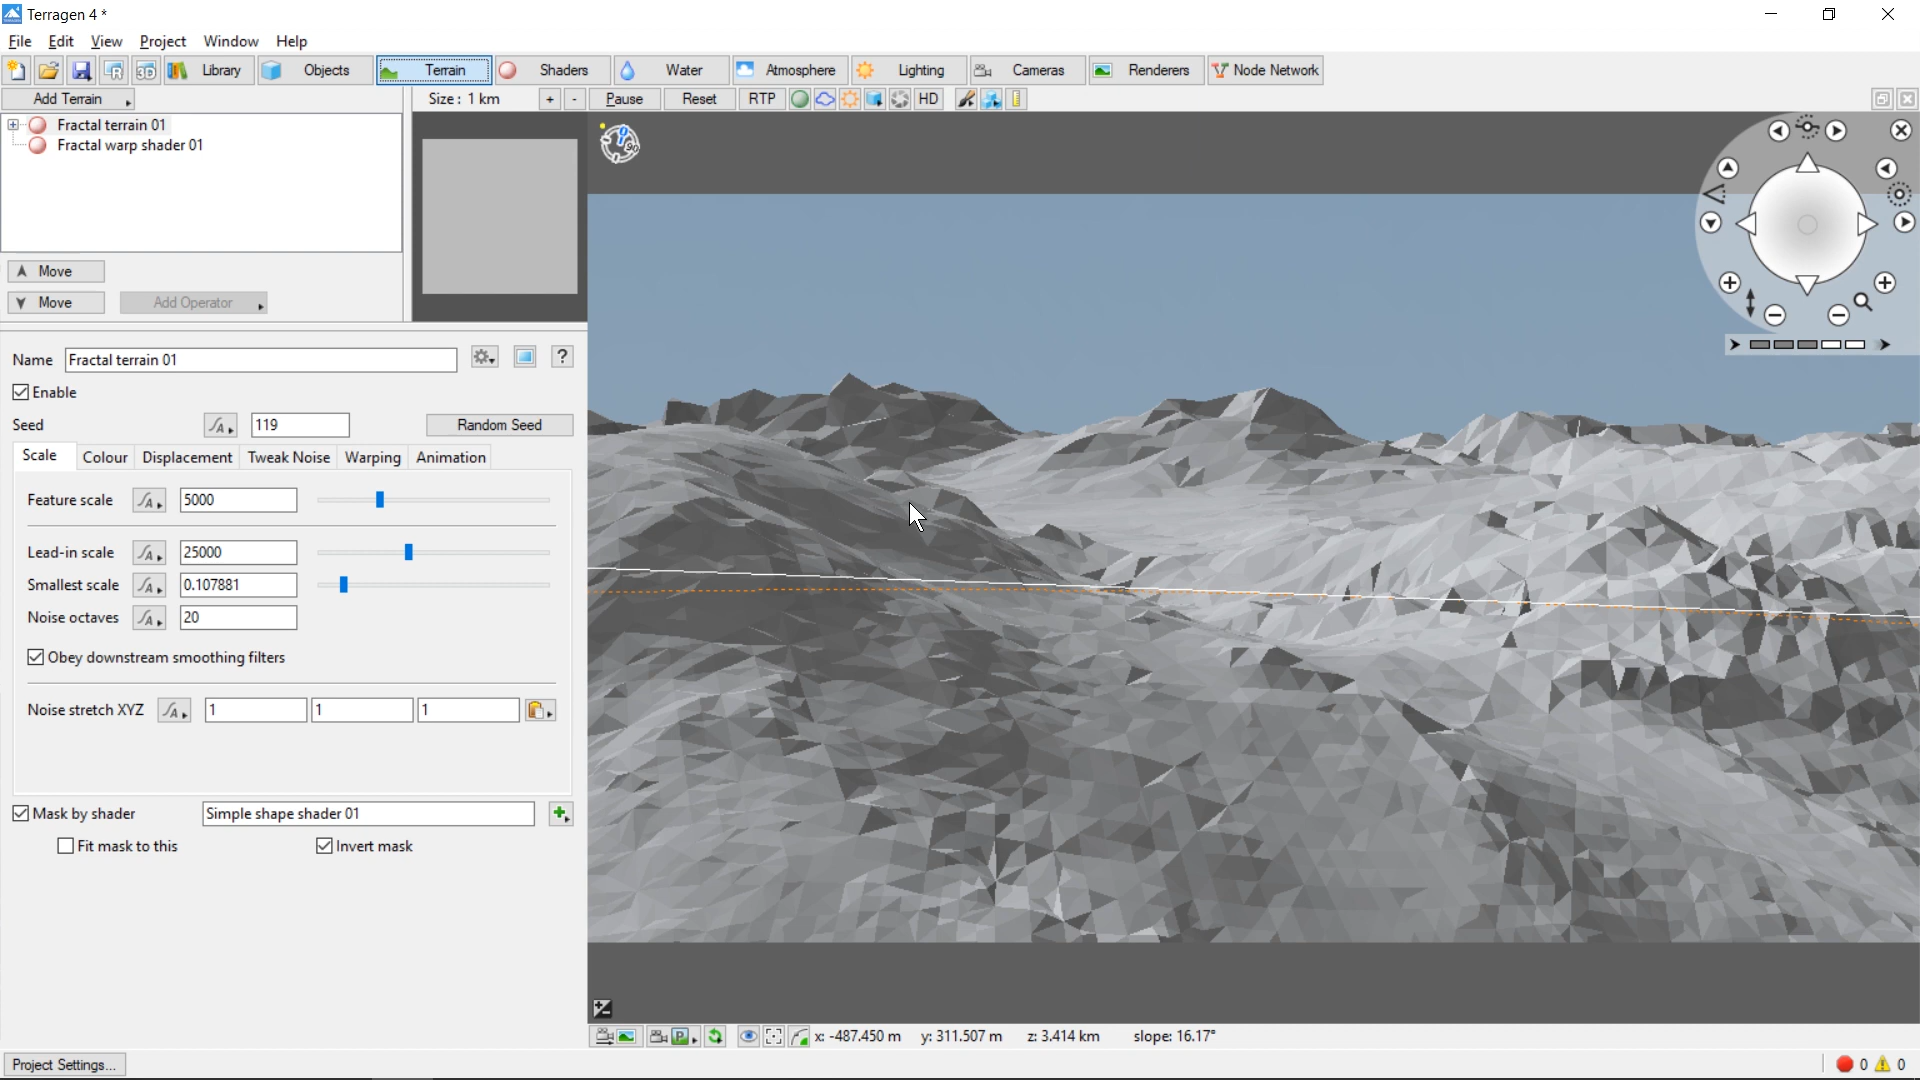 Terragen 4 *
File Edit View Project Window Help
Library Objects Terrain Shaders Water Atmosphere Lighting Cameras Renderers Node Network
Add Terrain Size : 1 km + - Pause Reset RTP HD
Fractal terrain 01
Fractal warp shader 01
Move
Move Add Operator
Name Fractal terrain 01 ?
Enable
Seed 119 Random Seed
Scale Colour Displacement Tweak Noise Warping Animation
Feature scale 5000
Lead-in scale 25000
Smallest scale 0.107881
Noise octaves 20
Obey downstream smoothing filters
Noise stretch XYZ 1 1 1
Mask by shader Simple shape shader 01
Fit mask to this Invert mask
x: -487.450 m y: 311.507 m z: 3.414 km slope: 16.17°
Project Settings... 0 0